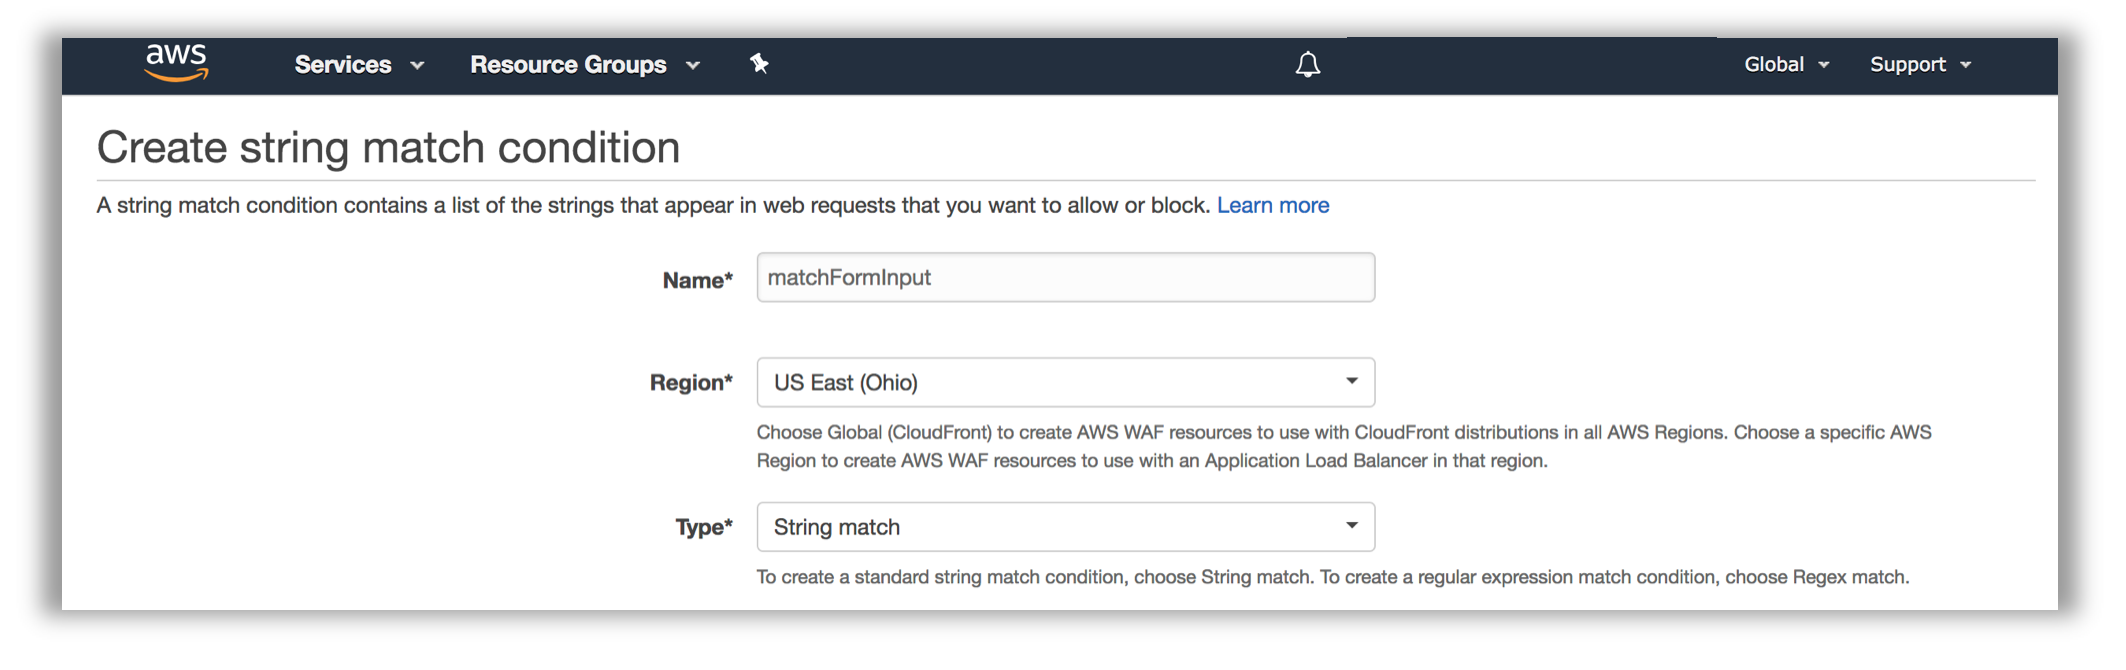 aws Services Resource Groups Global Support
Create string match condition
A string match condition contains a list of the strings that appear in web requests that you want to allow or block. Learn more
Name* matchFormInput
Region* US East (Ohio)
Choose Global (CloudFront) to create AWS WAF resources to use with CloudFront distributions in all AWS Regions. Choose a specific AWS
Region to create AWS WAF resources to use with an Application Load Balancer in that region.
Type* String match
To create a standard string match condition, choose String match. To create a regular expression match condition, choose Regex match.